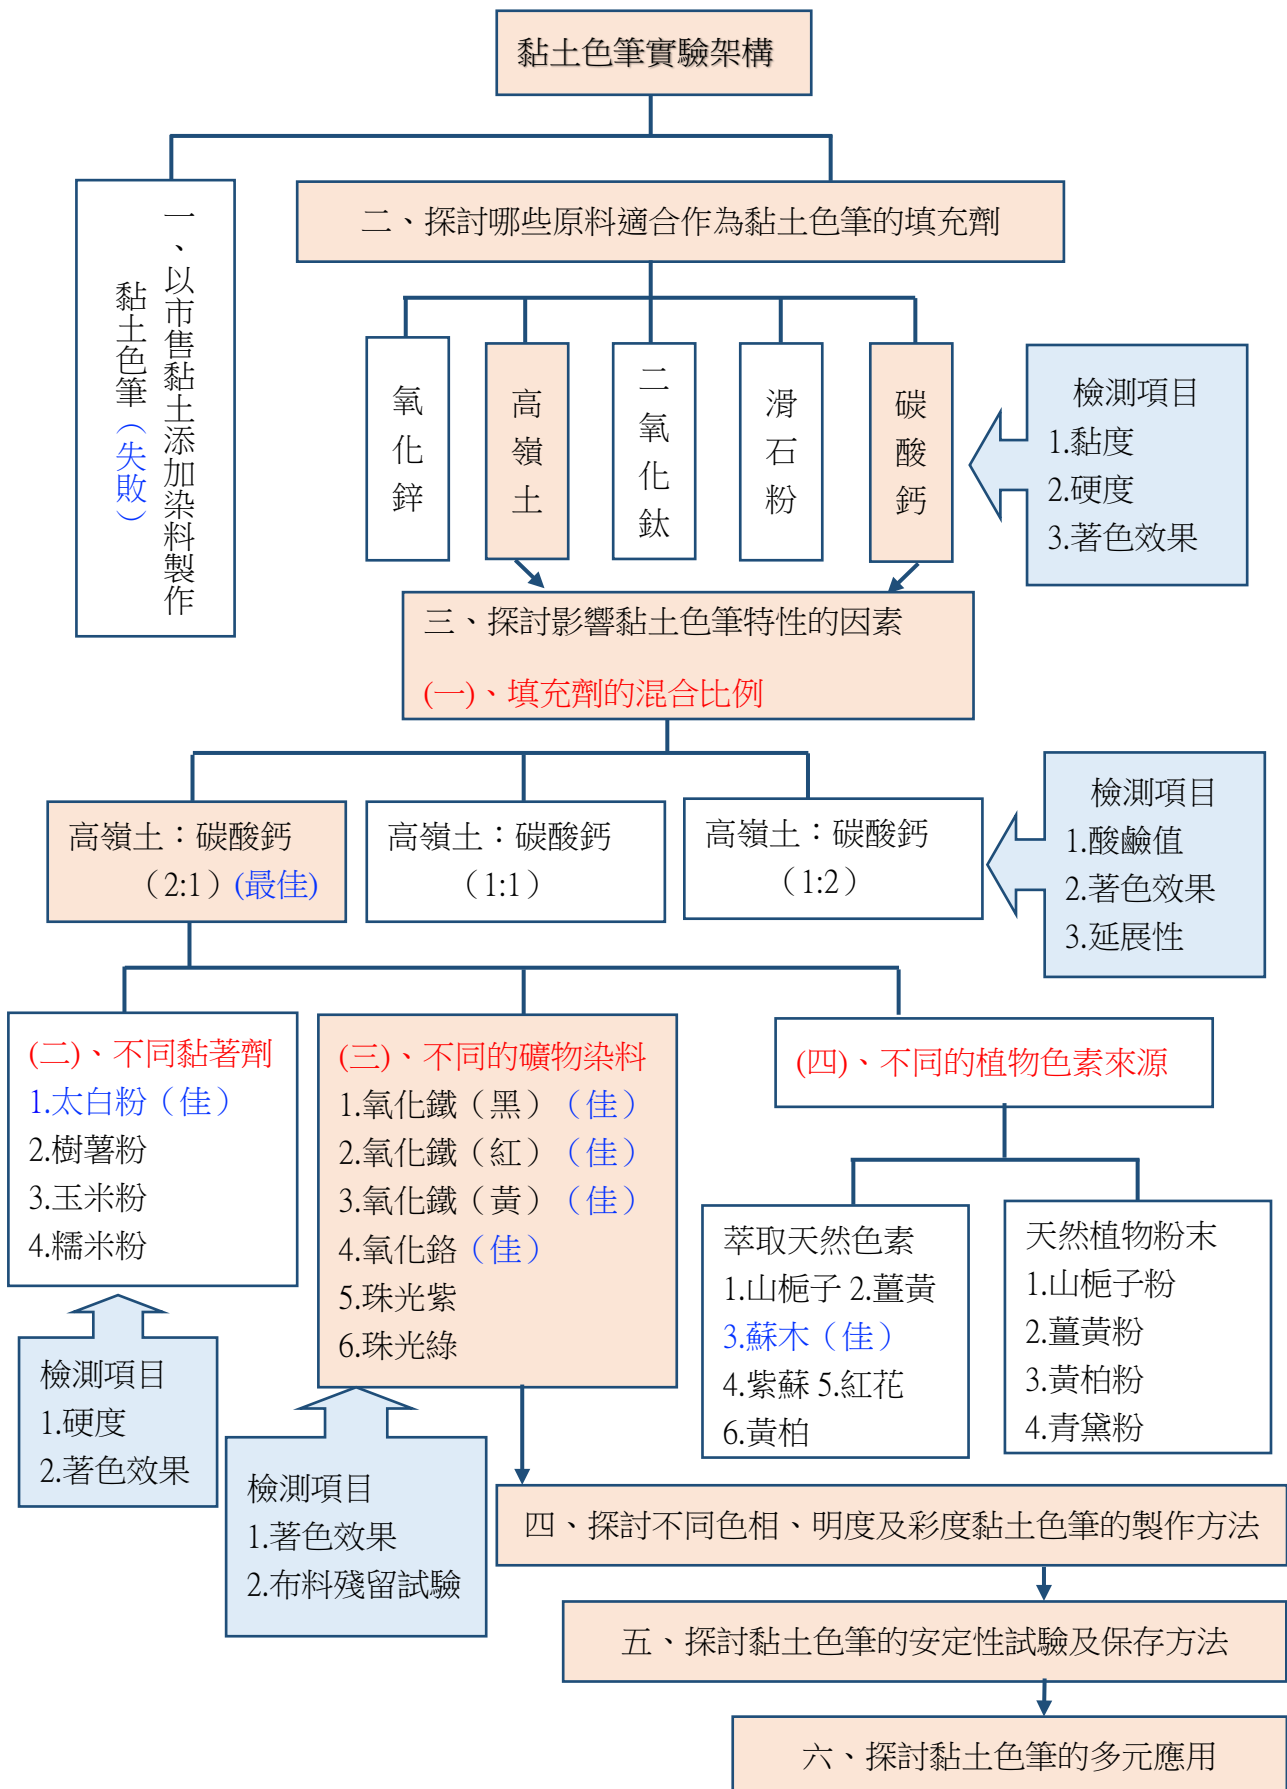 黏土色筆實驗架構
一、以市售黏土添加染料製作
黏土色筆（失敗）
二、探討哪些原料適合作為黏土色筆的填充劑
氧化鋅
高嶺土
二氧化鈦
滑石粉
碳酸鈣
檢測項目
1.黏度
2.硬度
3.著色效果
三、探討影響黏土色筆特性的因素
(一)、填充劑的混合比例
高嶺土：碳酸鈣
（2:1）(最佳)
高嶺土：碳酸鈣
（1:1）
高嶺土：碳酸鈣
（1:2）
檢測項目
1.酸鹼值
2.著色效果
3.延展性
(二)、不同黏著劑
1.太白粉（佳）
2.樹薯粉
3.玉米粉
4.糯米粉
檢測項目
1.硬度
2.著色效果
(三)、不同的礦物染料
1.氧化鐵（黑）（佳）
2.氧化鐵（紅）（佳）
3.氧化鐵（黃）（佳）
4.氧化鉻（佳）
5.珠光紫
6.珠光綠
檢測項目
1.著色效果
2.布料殘留試驗
(四)、不同的植物色素來源
萃取天然色素
1.山梔子 2.薑黃
3.蘇木（佳）
4.紫蘇 5.紅花
6.黃柏
天然植物粉末
1.山梔子粉
2.薑黃粉
3.黃柏粉
4.青黛粉
四、探討不同色相、明度及彩度黏土色筆的製作方法
五、探討黏土色筆的安定性試驗及保存方法
六、探討黏土色筆的多元應用